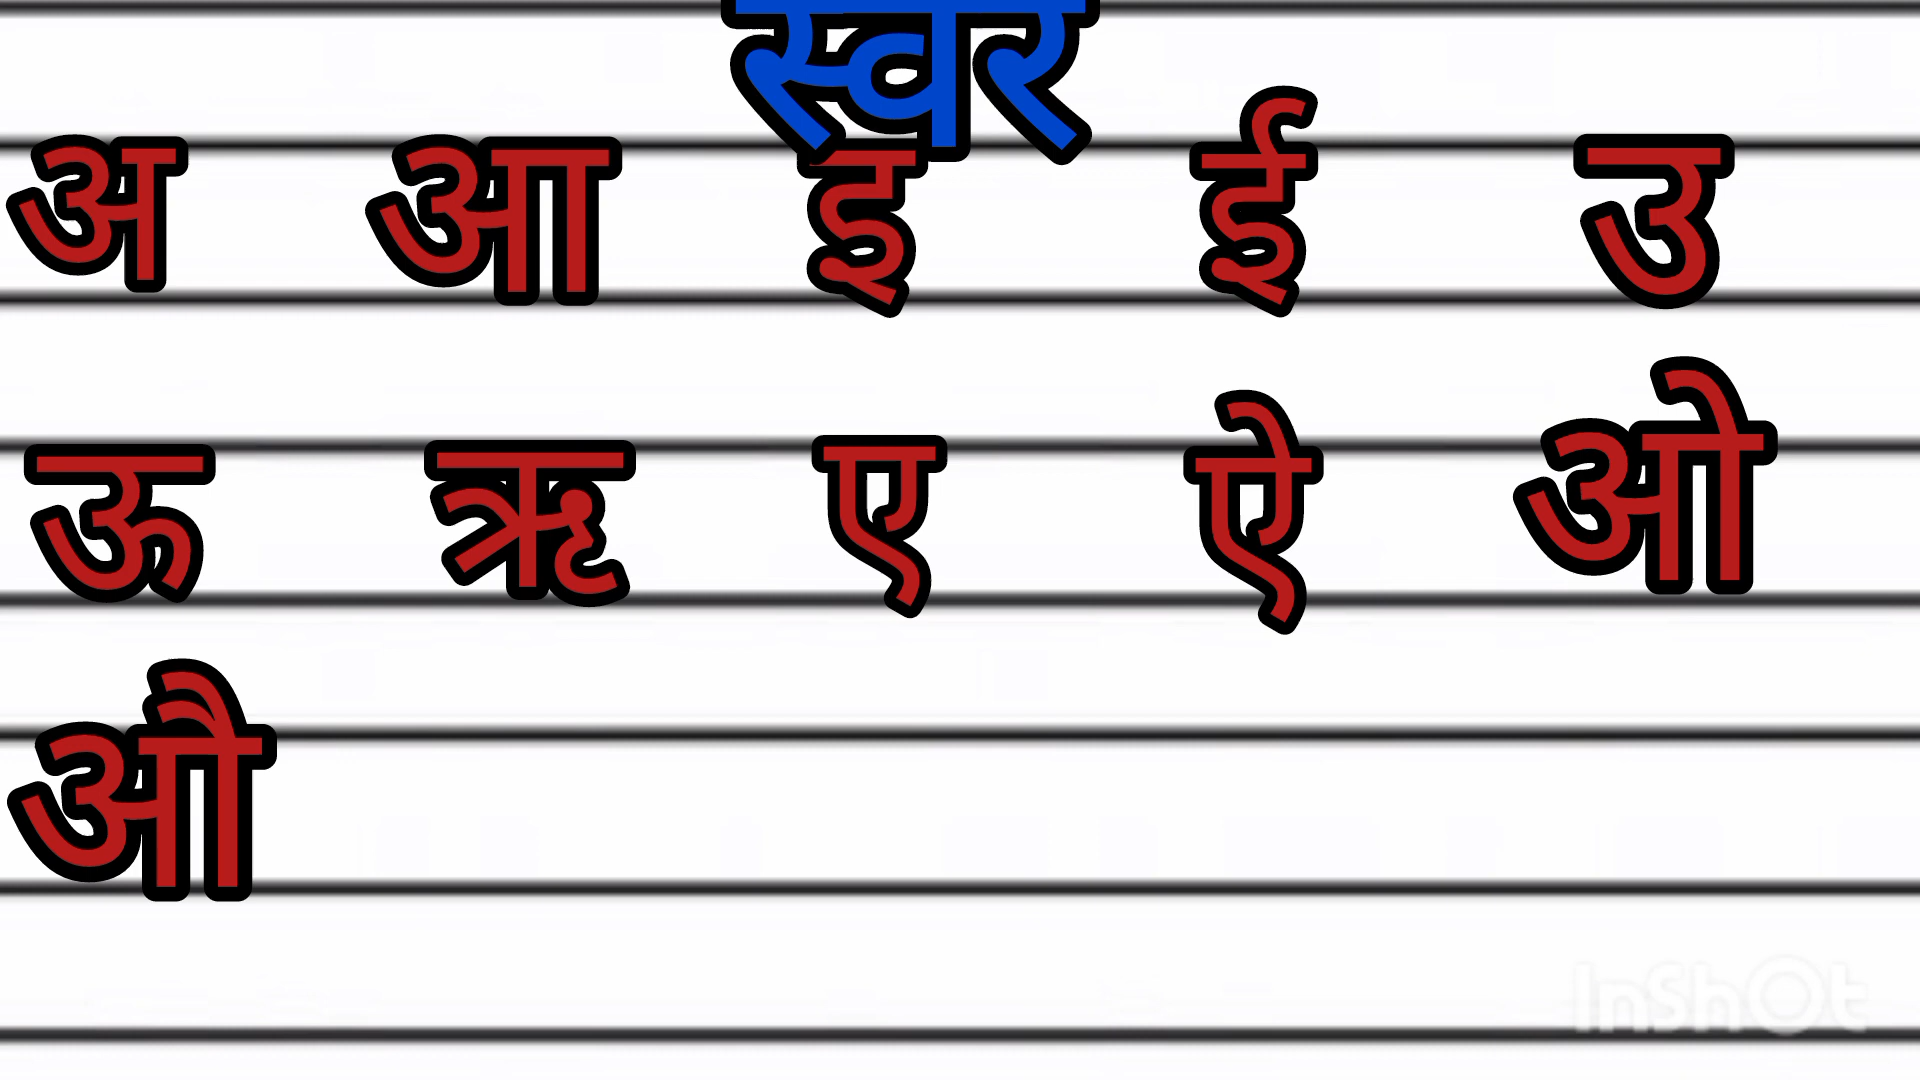 स्वर
अ आ इ ई उ
ऊ ऋ ए ऐ ओ
औ
InShOt